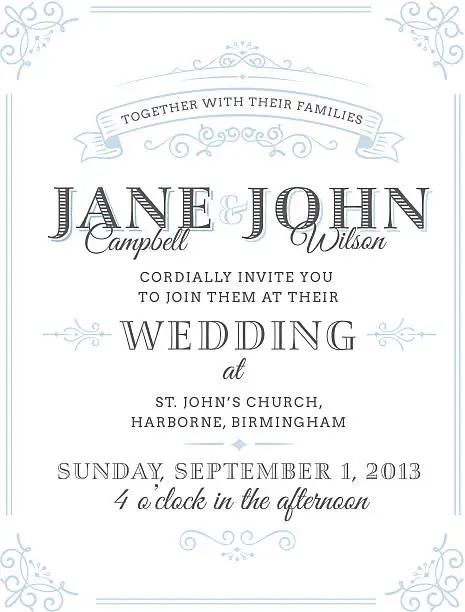 TOGETHER WITH THEIR FAMILIES
JANE & JOHN
Campbell Wilson
CORDIALLY INVITE YOU
TO JOIN THEM AT THEIR
WEDDING
at
ST. JOHN'S CHURCH,
HARBORNE, BIRMINGHAM
SUNDAY, SEPTEMBER 1, 2013
4 o'clock in the afternoon